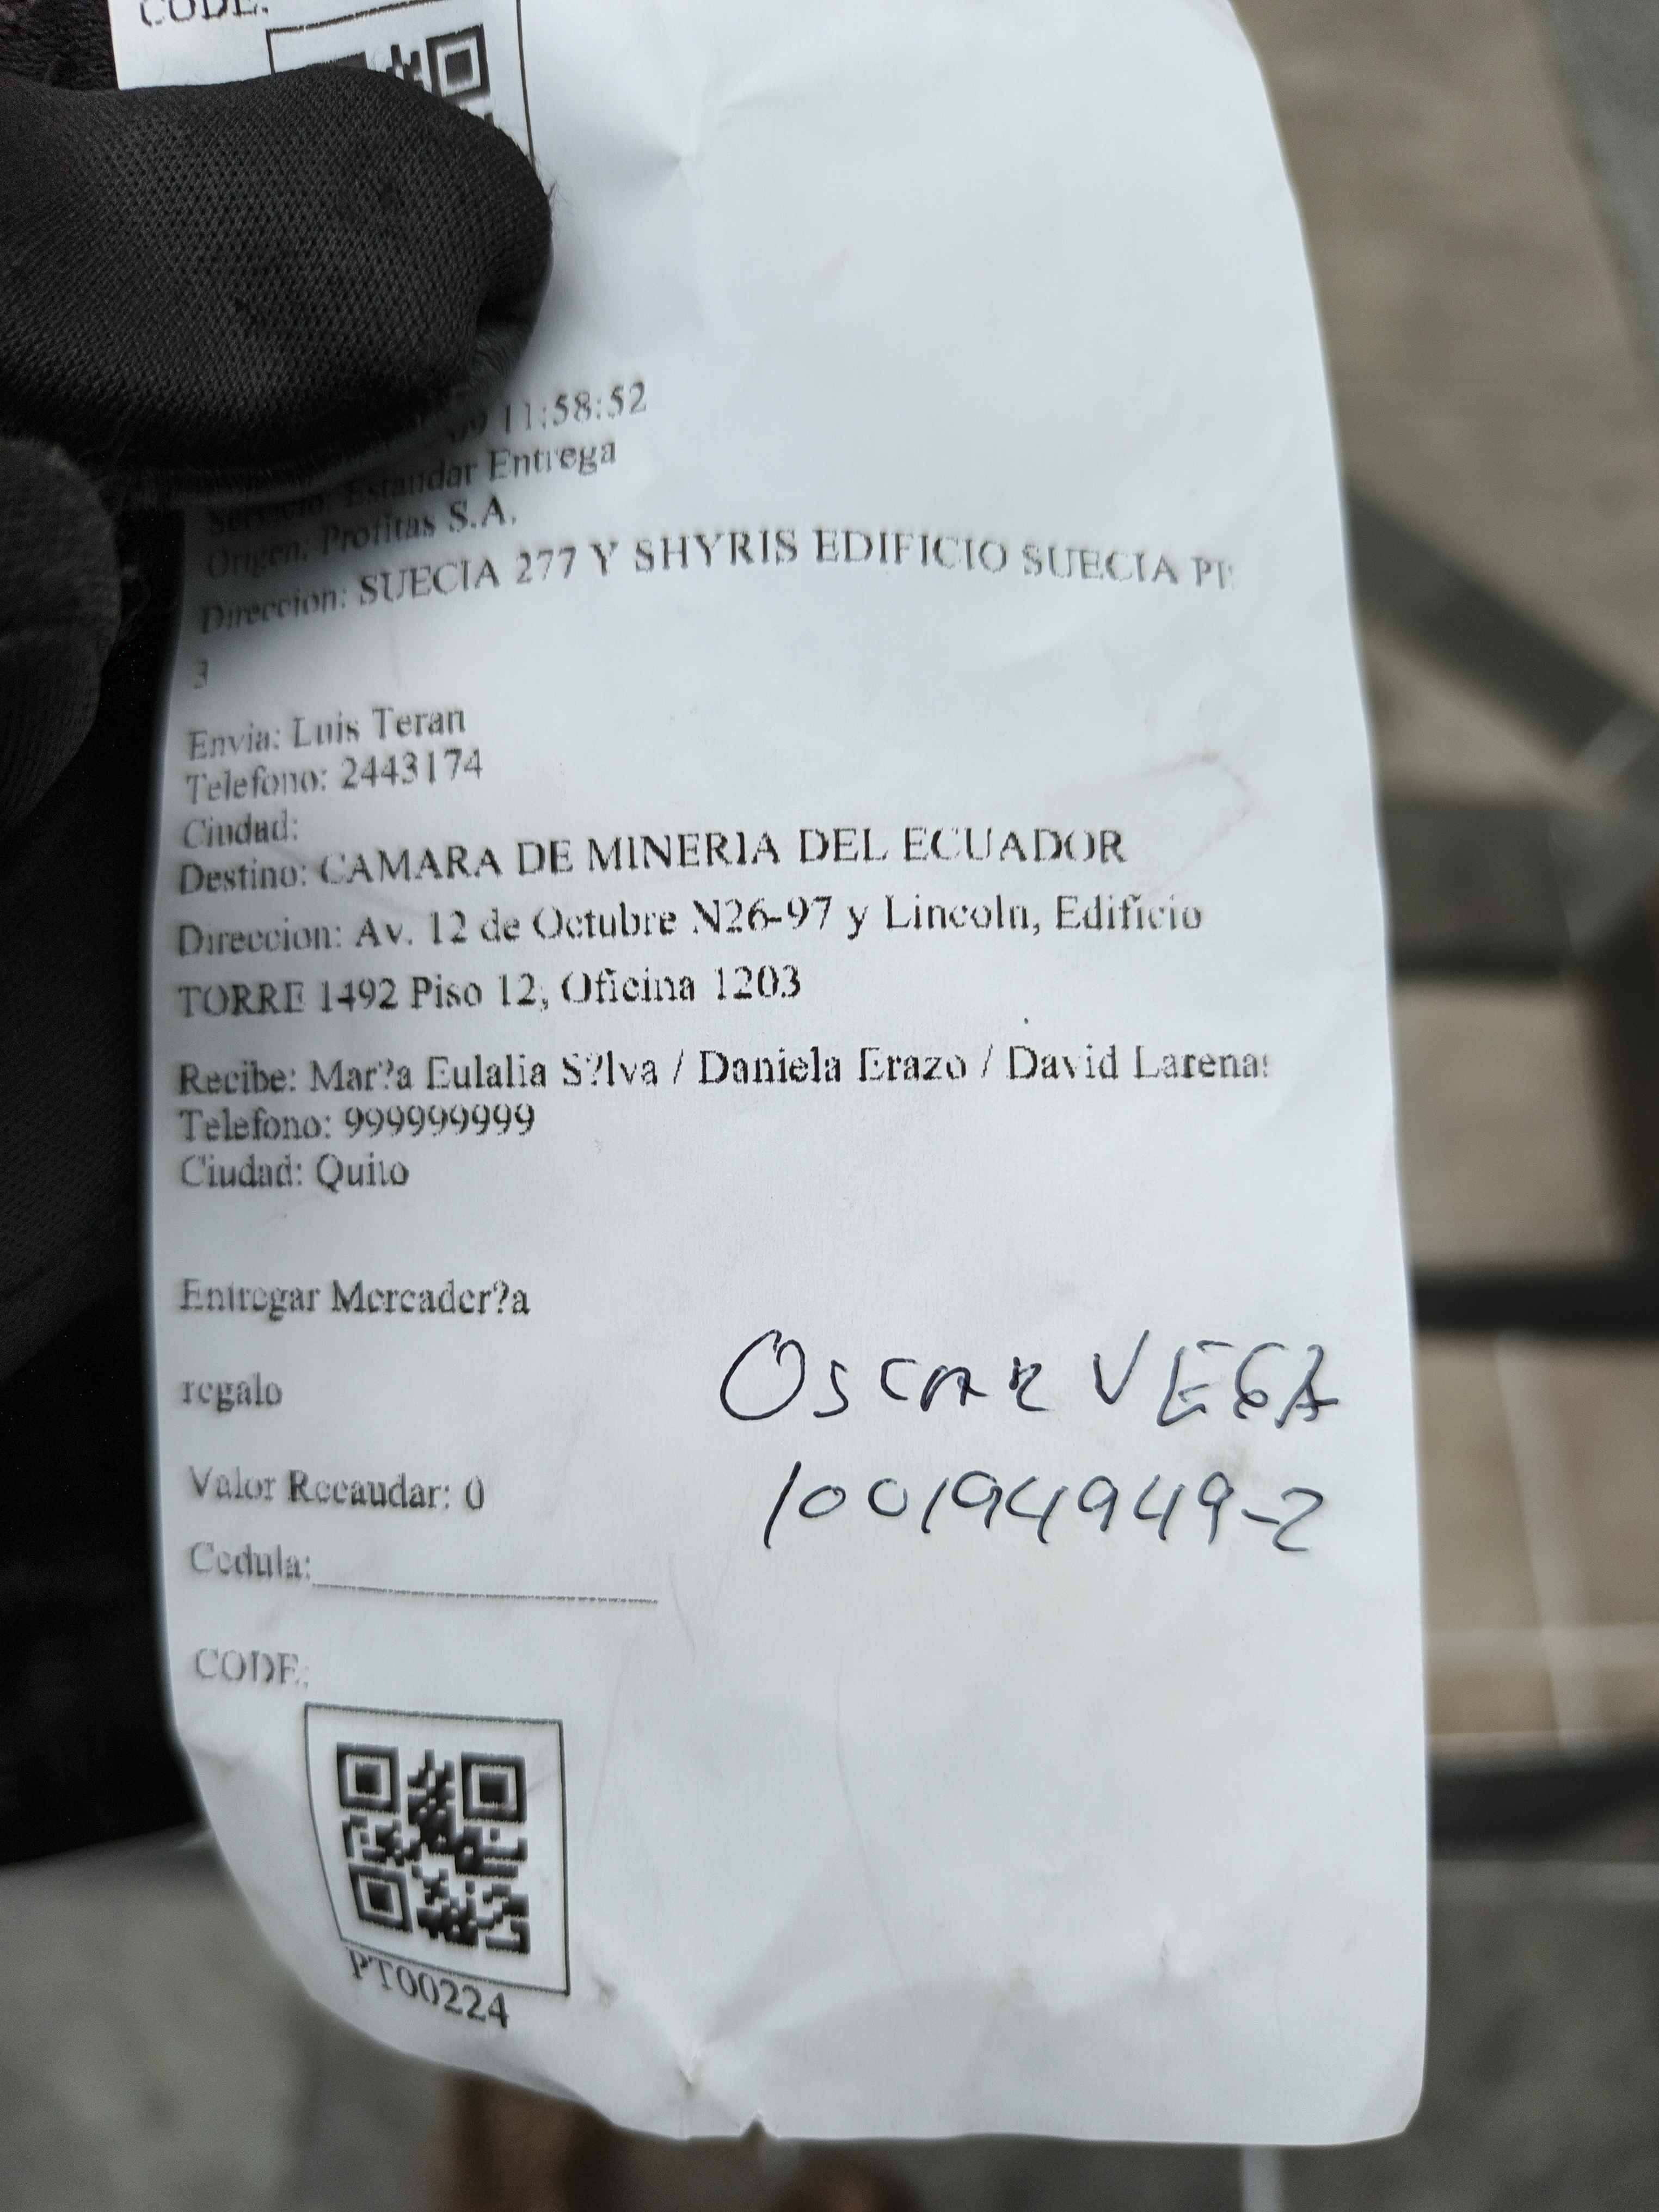 CODE:
11:58:52
Servicio: Estandar Entrega
Origen: Profitas S.A.
Direccion: SUECIA 277 Y SHYRIS EDIFICIO SUECIA
3
Envia: Luis Teran
Telefono: 2443174
Ciudad:
Destino: CAMARA DE MINERIA DEL ECUADOR
Direccion: Av. 12 de Octubre N26-97 y Lincoln, Edificio
TORRE 1492 Piso 12, Oficina 1203
Recibe: Mar?a Eulalia S?lva / Daniela Erazo / David Larenas
Telefono: 999999999
Ciudad: Quito
Entregar Mercader?a
regalo
OSCAR VEGA
Valor Recaudar: 0
100194949-2
Cedula:
CODE:
PT00224